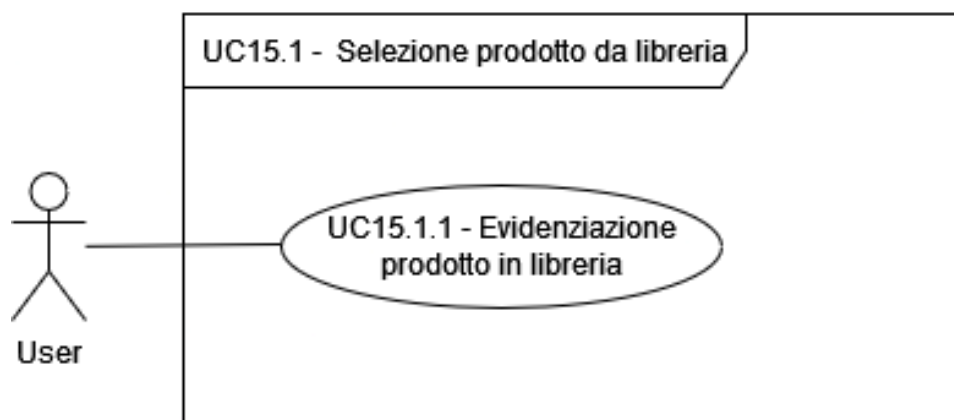 UC15.1 - Selezione prodotto da libreria
UC15.1.1 - Evidenziazione
prodotto in libreria
User